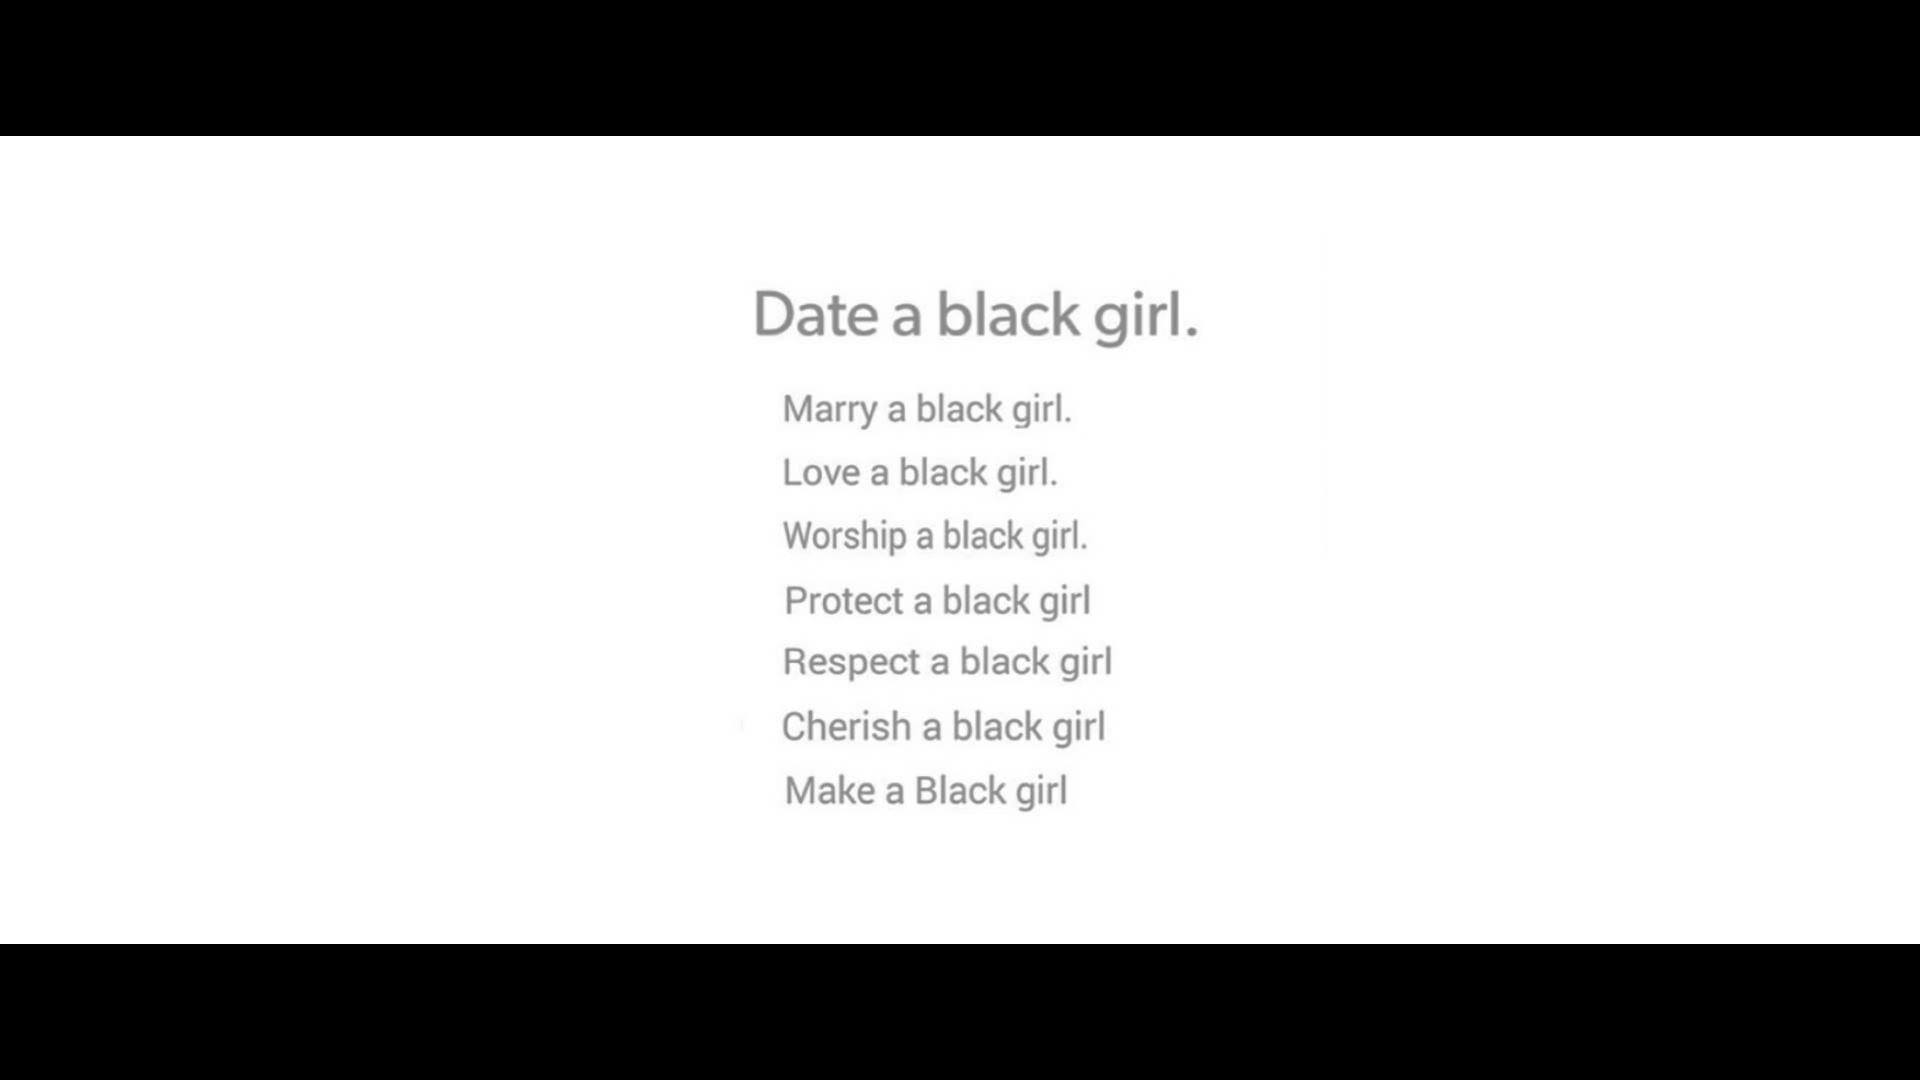 Date a black girl.
Marry a black girl.
Love a black girl.
Worship a black girl.
Protect a black girl
Respect a black girl
Cherish a black girl
Make a Black girl